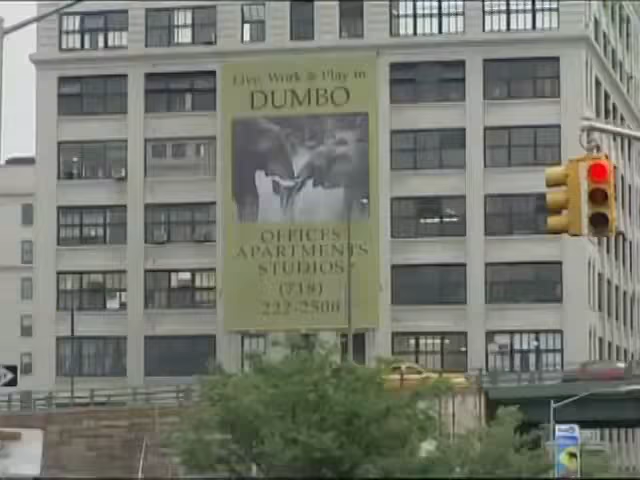 Live, Work & Play in
DUMBO
OFFICES
APARTMENTS
STUDIOS
(718)
222-2500